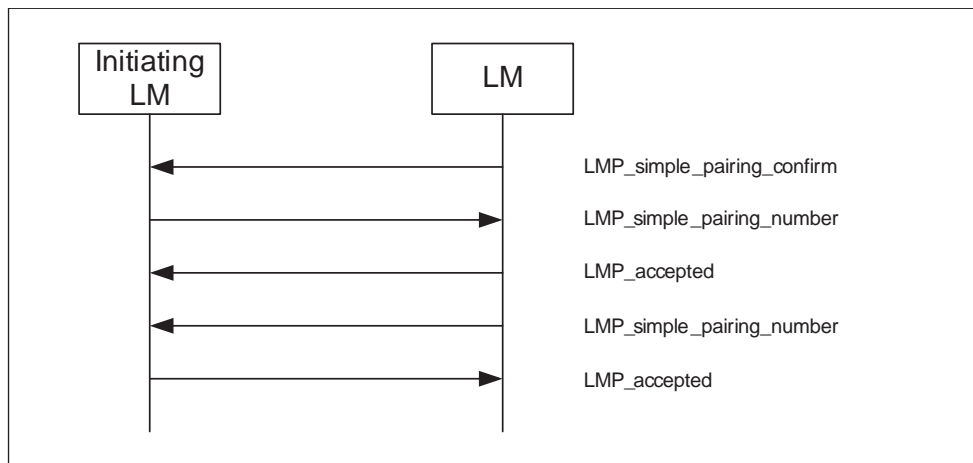 Initiating
LM
LM
LMP_simple_pairing_confirm
LMP_simple_pairing_number
LMP_accepted
LMP_simple_pairing_number
LMP_accepted